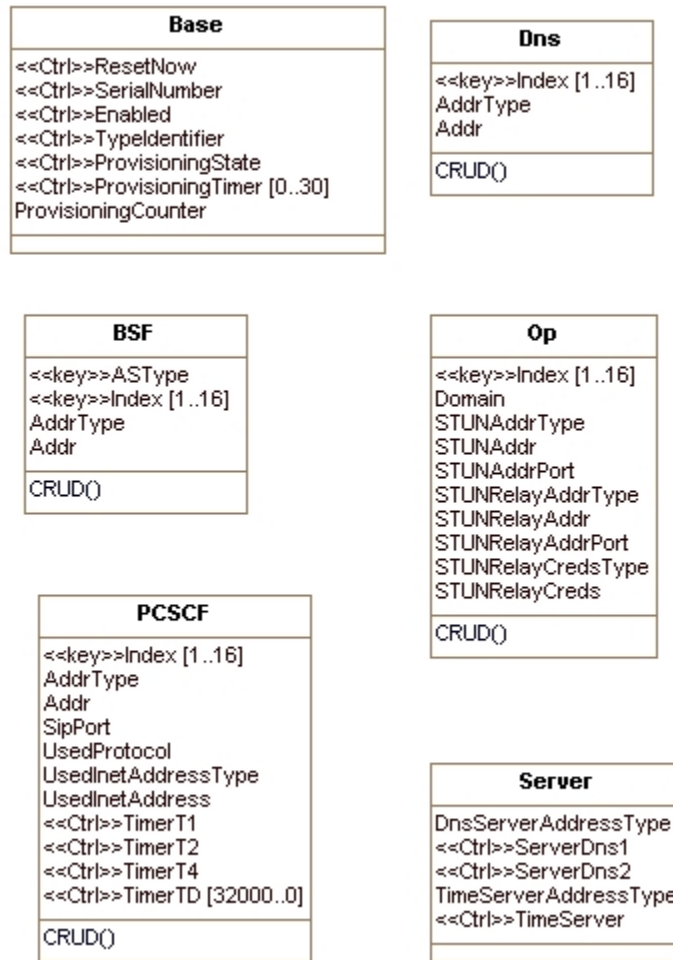 Base
<<Ctrl>>ResetNow
<<Ctrl>>SerialNumber
<<Ctrl>>Enabled
<<Ctrl>>TypeIdentifier
<<Ctrl>>ProvisioningState
<<Ctrl>>ProvisioningTimer [0..30]
ProvisioningCounter
Dns
<<key>>Index [1..16]
AddrType
Addr
CRUD()
BSF
<<key>>ASType
<<key>>Index [1..16]
AddrType
Addr
CRUD()
Op
<<key>>Index [1..16]
Domain
STUNAddrType
STUNAddr
STUNAddrPort
STUNRelayAddrType
STUNRelayAddr
STUNRelayAddrPort
STUNRelayCredsType
STUNRelayCreds
CRUD()
PCSCF
<<key>>Index [1..16]
AddrType
Addr
SipPort
UsedProtocol
UsedInetAddressType
UsedInetAddress
<<Ctrl>>TimerT1
<<Ctrl>>TimerT2
<<Ctrl>>TimerT4
<<Ctrl>>TimerTD [32000..0]
CRUD()
Server
DnsServerAddressType
<<Ctrl>>ServerDns1
<<Ctrl>>ServerDns2
TimeServerAddressType
<<Ctrl>>TimeServer